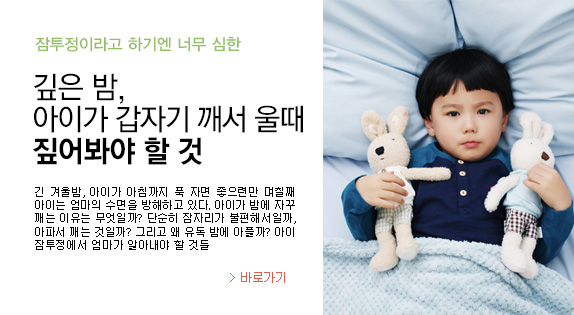 잠투정이라고 하기엔 너무 심한
깊은 밤,
아이가 갑자기 깨서 울때
짚어봐야 할 것
긴 겨울밤, 아이가 아침까지 푹 자면 좋으련만 며칠째
아이는 엄마의 수면을 방해하고 있다. 아이가 밤에 자꾸
깨는 이유는 무엇일까? 단순히 잠자리가 불편해서일까,
아파서 깨는 것일까? 그리고 왜 유독 밤에 아플까? 아이
잠투정에서 엄마가 알아내야 할 것들
> 바로가기